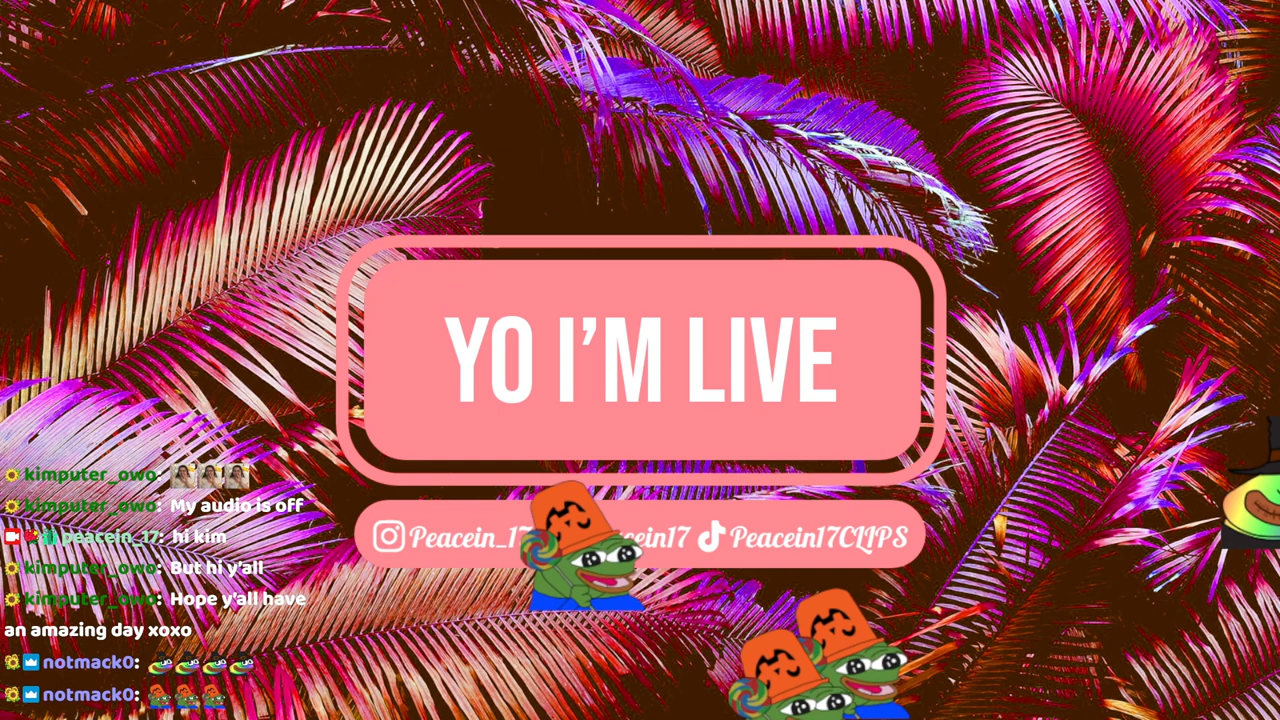 YO I'M LIVE
Peacein_17 Peacein17CLIPS
kimputer_owo:
kimputer_owo: My audio is off
peacein_17: hi kim
kimputer_owo: But hi y'all
kimputer_owo: Hope y'all have
an amazing day xoxo
notmack0:
notmack0: